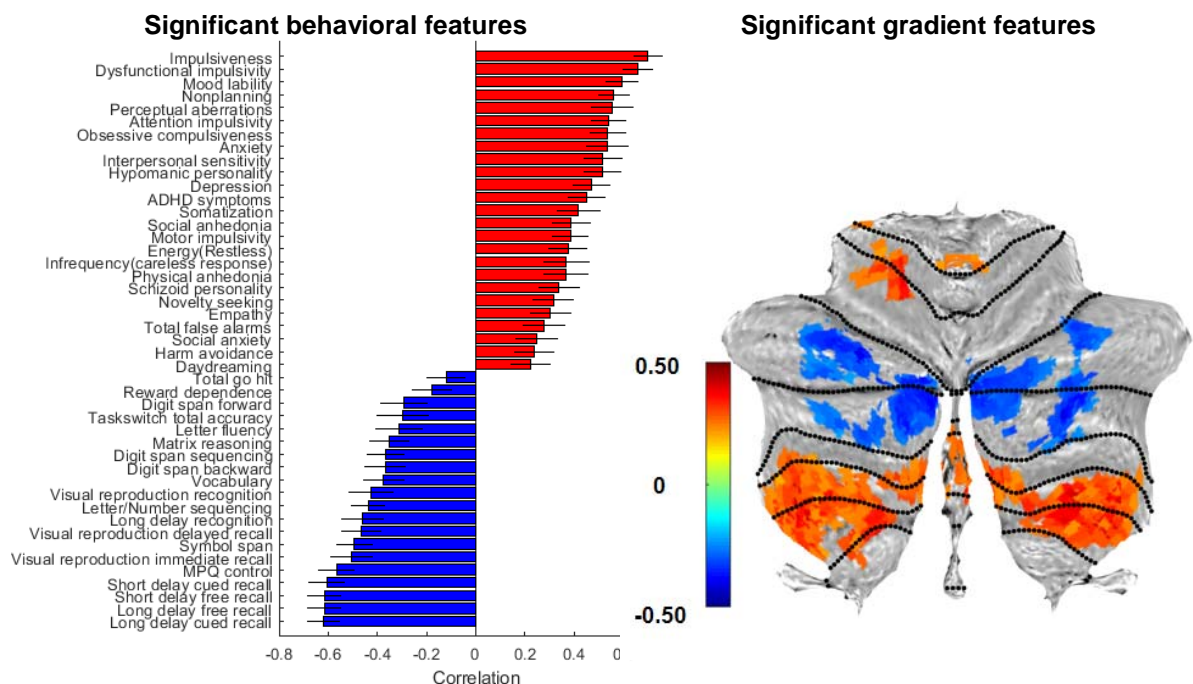 Significant behavioral features
Significant gradient features
Impulsiveness
Dysfunctional impulsivity
Mood lability
Nonplanning
Perceptual aberrations
Attention impulsivity
Obsessive compulsiveness
Anxiety
Interpersonal sensitivity
Hypomanic personality
Depression
ADHD symptoms
Somatization
Social anhedonia
Motor impulsivity
Energy(Restless)
Infrequency(careless response)
Physical anhedonia
Schizoid personality
Novelty seeking
Empathy
Total false alarms
Social anxiety
Harm avoidance
Daydreaming
Total go hit
Reward dependence
Digit span forward
Taskswitch total accuracy
Letter fluency
Matrix reasoning
Digit span sequencing
Digit span backward
Vocabulary
Visual reproduction recognition
Letter/Number sequencing
Long delay recognition
Visual reproduction delayed recall
Symbol span
Visual reproduction immediate recall
MPQ control
Short delay cued recall
Short delay free recall
Long delay free recall
Long delay cued recall
-0.8 -0.6 -0.4 -0.2 0 0.2 0.4 0
Correlation
0.50
0
-0.50